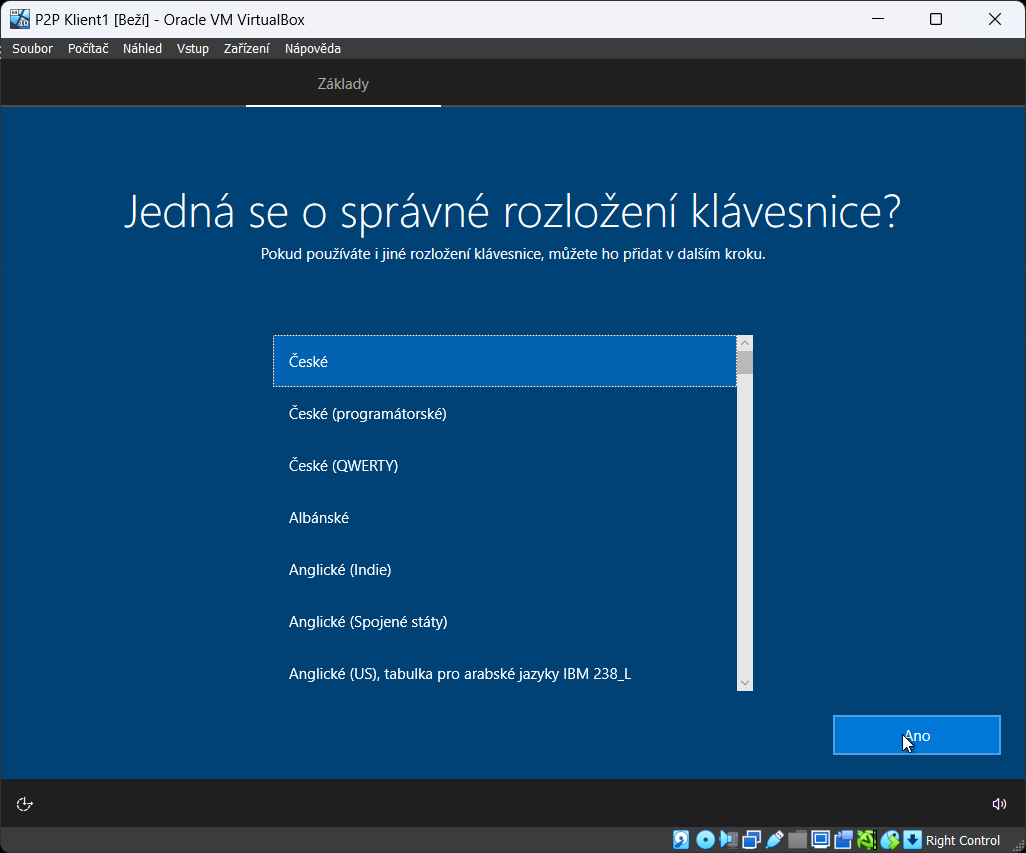 P2P Klient1 [Beží] - Oracle VM VirtualBox
Soubor Počítač Náhled Vstup Zařízení Nápověda
Základy
Jedná se o správné rozložení klávesnice?
Pokud používáte i jiné rozložení klávesnice, můžete ho přidat v dalším kroku.
České
České (programátorské)
České (QWERTY)
Albánské
Anglické (Indie)
Anglické (Spojené státy)
Anglické (US), tabulka pro arabské jazyky IBM 238_L
Ano
Right Control